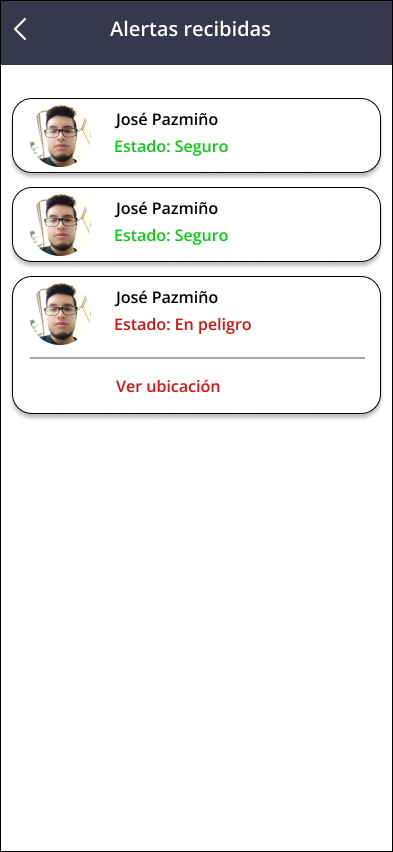 Alertas recibidas
José Pazmiño
Estado: Seguro
José Pazmiño
Estado: Seguro
José Pazmiño
Estado: En peligro
Ver ubicación